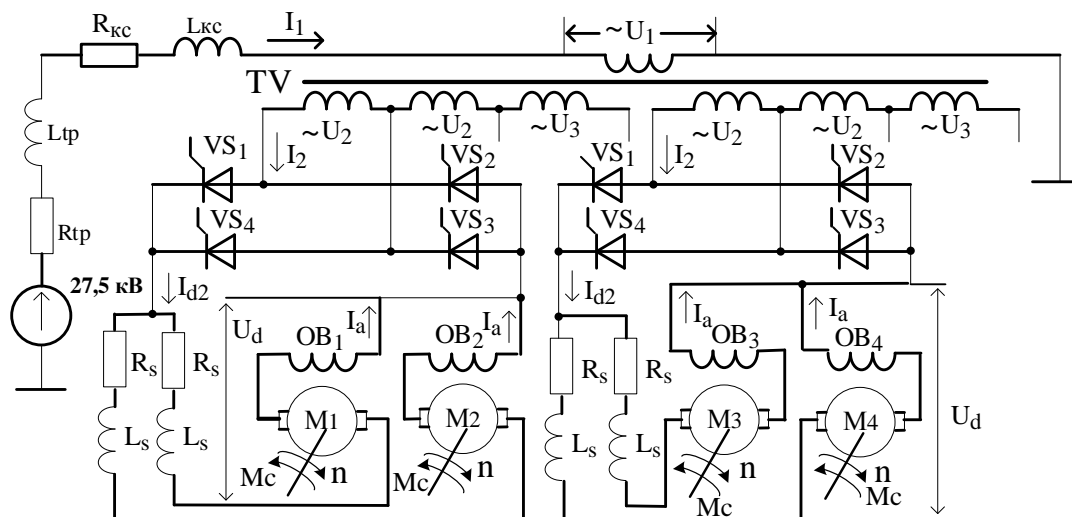 Rкс Lкс I1 ~U1
TV
Ltp ~U2 ~U2 ~U3 ~U2 ~U2 ~U3
VS1 I2 VS2 VS1 I2 VS2
VS4 VS3 VS4 VS3
Rtp
27,5 кВ Id2 Id2
Ud Ia Ia Ia Ia
OB1 OB2 OB3 OB4
Rs Rs Rs Rs
M1 M2 M3 M4 Ud
Ls Ls Ls Ls
Mc n Mc n Mc n Mc n